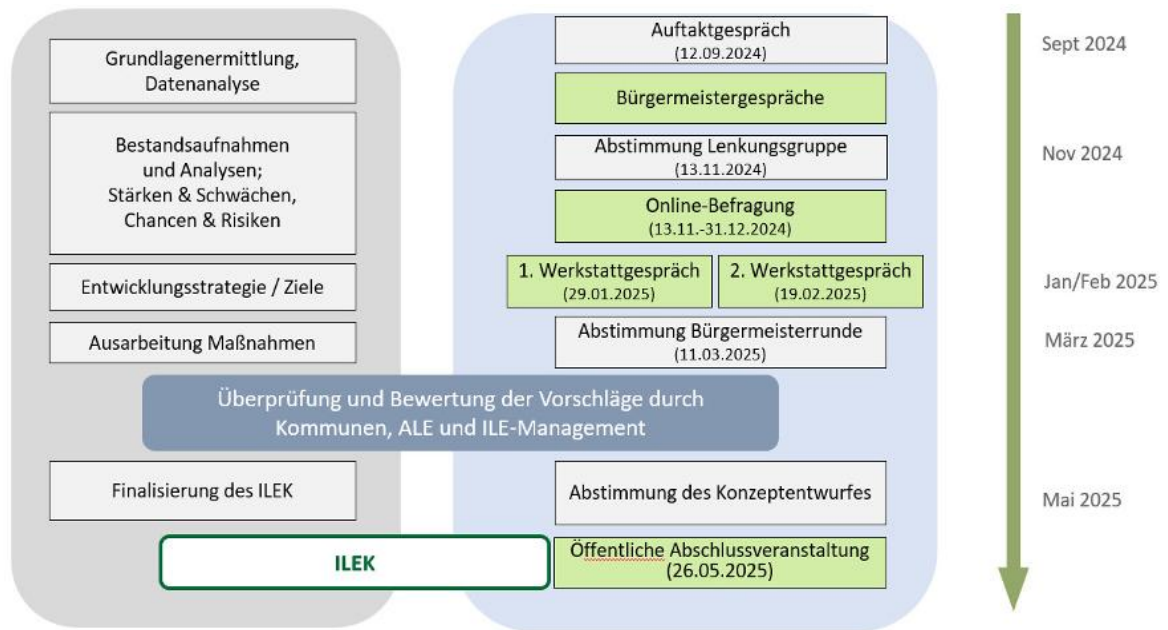 Grundlagenermittlung,
Datenanalyse
Bestandsaufnahmen
und Analysen;
Stärken & Schwächen,
Chancen & Risiken
Entwicklungsstrategie / Ziele
Ausarbeitung Maßnahmen
Auftaktgespräch
(12.09.2024)
Bürgermeistergespräche
Abstimmung Lenkungsgruppe
(13.11.2024)
Online-Befragung
(13.11.-31.12.2024)
1. Werkstattgespräch
(29.01.2025)
2. Werkstattgespräch
(19.02.2025)
Abstimmung Bürgermeisterrunde
(11.03.2025)
Überprüfung und Bewertung der Vorschläge durch
Kommunen, ALE und ILE-Management
Finalisierung des ILEK
Abstimmung des Konzeptentwurfes
ILEK
Öffentliche Abschlussveranstaltung
(26.05.2025)
Sept 2024
Nov 2024
Jan/Feb 2025
März 2025
Mai 2025